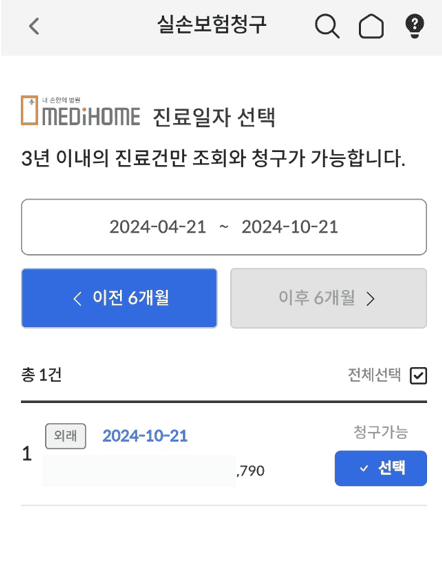 실손보험청구
내 손안의 병원
MEDiHOME 진료일자 선택
3년 이내의 진료건만 조회와 청구가 가능합니다.
2024-04-21 ~ 2024-10-21
이전 6개월
이후 6개월
총 1건
전체선택
1
외래
2024-10-21
청구가능
선택
,790